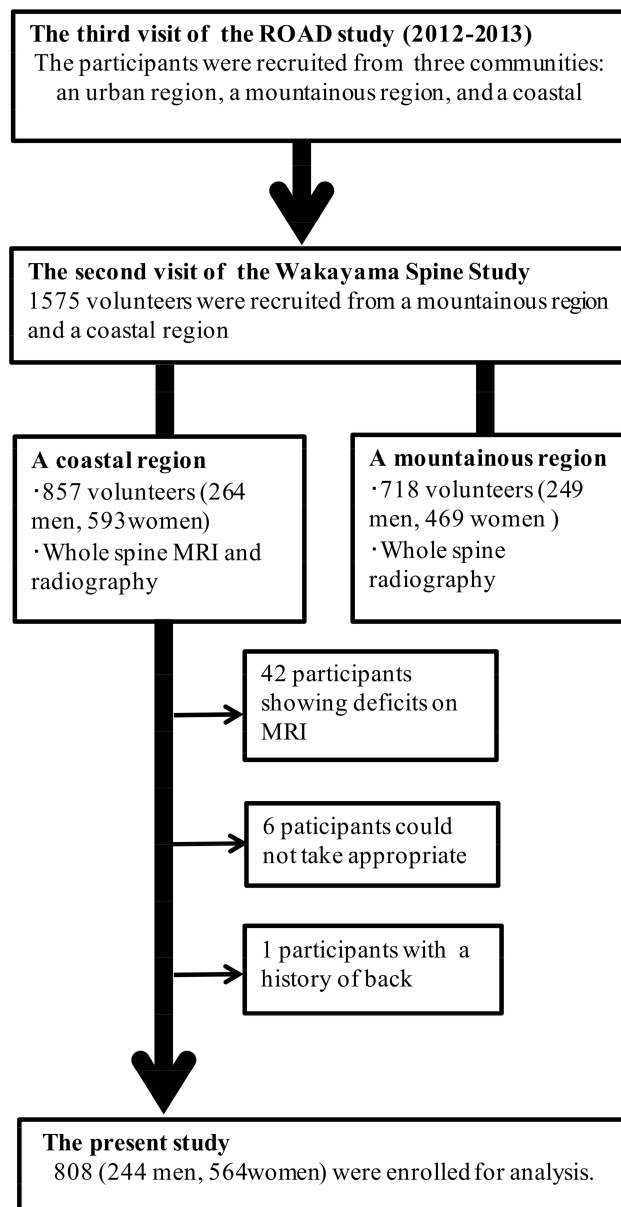 The third visit of the ROAD study (2012-2013)
The participants were recruited from three communities:
an urban region, a mountainous region, and a coastal
The second visit of the Wakayama Spine Study
1575 volunteers were recruited from a mountainous region
and a coastal region
A coastal region
・857 volunteers (264
men, 593women)
・Whole spine MRI and
radiography
A mountainous region
・718 volunteers (249
men, 469 women )
・Whole spine
radiography
42 participants
showing deficits on
MRI
6 paticipants could
not take appropriate
1 participants with a
history of back
The present study
808 (244 men, 564women) were enrolled for analysis.